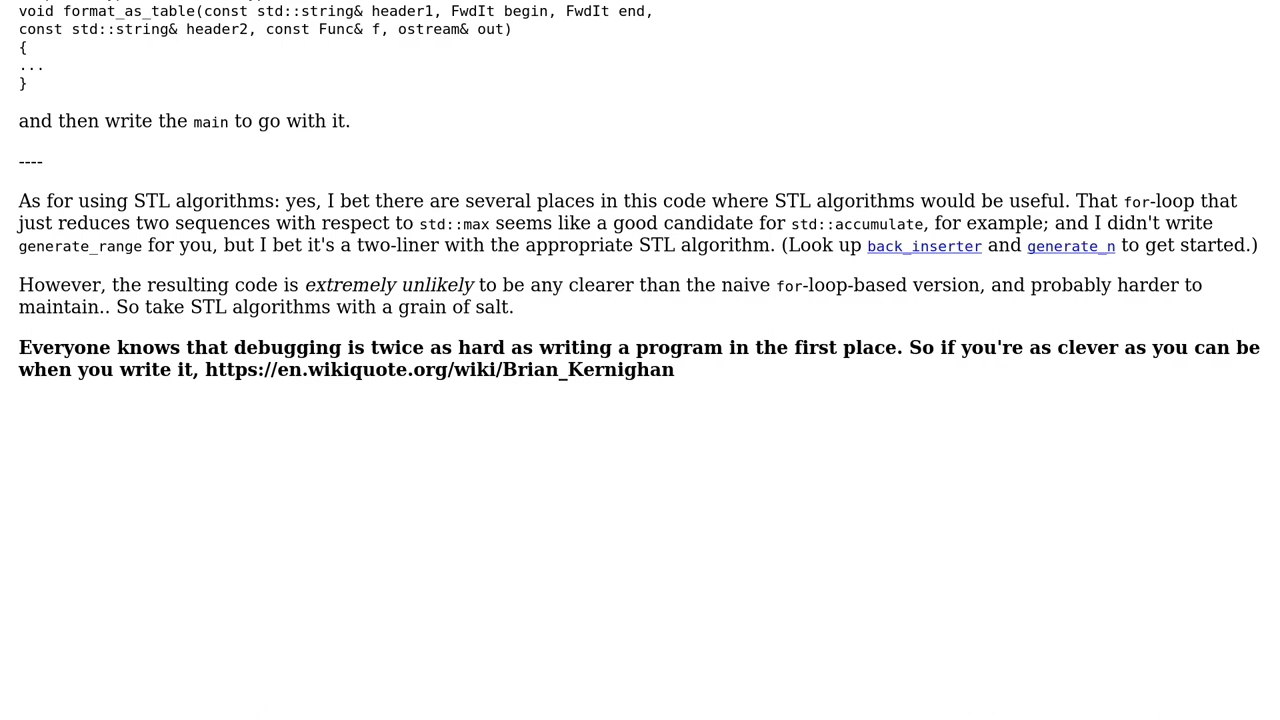 void format_as_table(const std::string& header1, FwdIt begin, FwdIt end,
const std::string& header2, const Func& f, ostream& out)
{
...
}
and then write the main to go with it.
----
As for using STL algorithms: yes, I bet there are several places in this code where STL algorithms would be useful. That for-loop that
just reduces two sequences with respect to std::max seems like a good candidate for std::accumulate, for example; and I didn't write
generate_range for you, but I bet it's a two-liner with the appropriate STL algorithm. (Look up back_inserter and generate_n to get started.)
However, the resulting code is extremely unlikely to be any clearer than the naive for-loop-based version, and probably harder to
maintain.. So take STL algorithms with a grain of salt.
Everyone knows that debugging is twice as hard as writing a program in the first place. So if you're as clever as you can be
when you write it, https://en.wikiquote.org/wiki/Brian_Kernighan